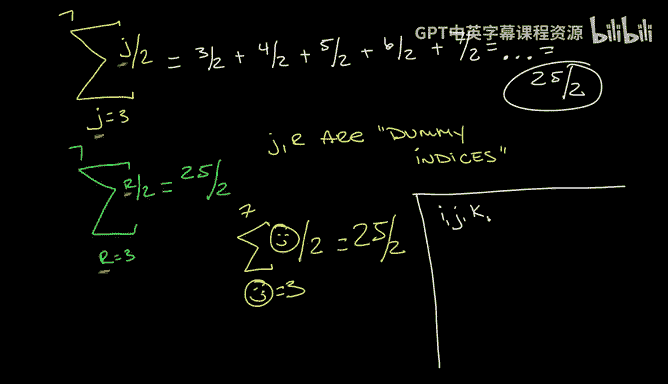 GPT中英字幕课程资源 bilibili
7
∑ j/2 = 3/2 + 4/2 + 5/2 + 6/2 + 7/2 = ... = 25/2
j=3
j, R ARE "DUMMY
INDICES"
7
∑ R/2 = 25/2
R=3
7
∑ ☺/2 = 25/2
☺=3
i, j, k,